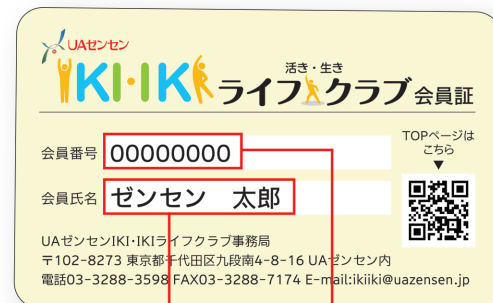 UAゼンセン
活き・生き
IKI・IKIライフクラブ会員証
TOPページは
こちら
▼
会員番号 00000000
会員氏名 ゼンセン 太郎
UAゼンセンIKI・IKIライフクラブ事務局
〒102-8273 東京都千代田区九段南4-8-16 UAゼンセン内
電話03-3288-3598 FAX03-3288-7174 E-mail:ikiiki@uazensen.jp